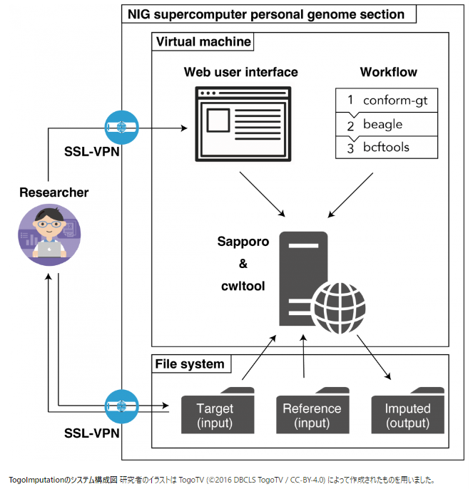 NIG supercomputer personal genome section
Virtual machine
Web user interface
Workflow
1 conform-gt
2 beagle
3 bcftools
SSL-VPN
Researcher
Sapporo
&
cwltool
File system
Target
(input)
Reference
(input)
Imputed
(output)
SSL-VPN
TogoImputationのシステム構成図 研究者のイラストは TogoTV (©2016 DBCLS TogoTV / CC-BY-4.0) によって作成されたものを用いました。